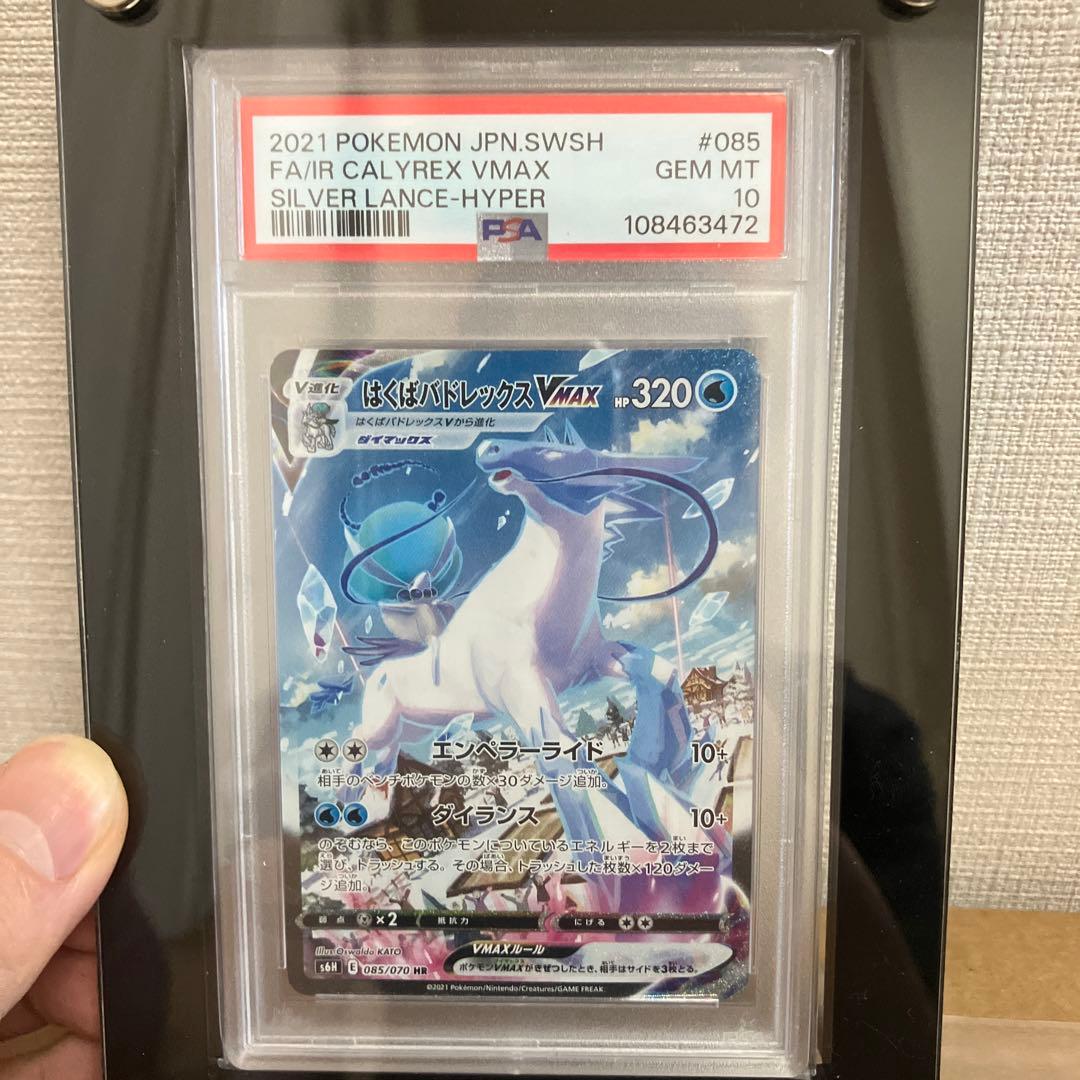 2021 POKEMON JPN.SWSH #085
FA/IR CALYREX VMAX GEM MT
SILVER LANCE-HYPER 10
PSA 108463472
V進化 はくばバドレックスVMAX HP320
はくばバドレックスVから進化
ダイマックス
エンペラーライド 10+
相手のベンチポケモンの数×30ダメージ追加。
ダイランス 10+
のぞむなら、このポケモンについているエネルギーを2枚まで
選び、トラッシュする。その場合、トラッシュした枚数×120ダメー
ジ追加。
弱点 ×2 抵抗力 にげる
Illus.Oswaldo KATO VMAXルール
s6H E 085/070 HR ポケモンVMAXがきぜつしたとき、相手はサイドを3枚とる。
©2021 Pokémon/Nintendo/Creatures/GAME FREAK.